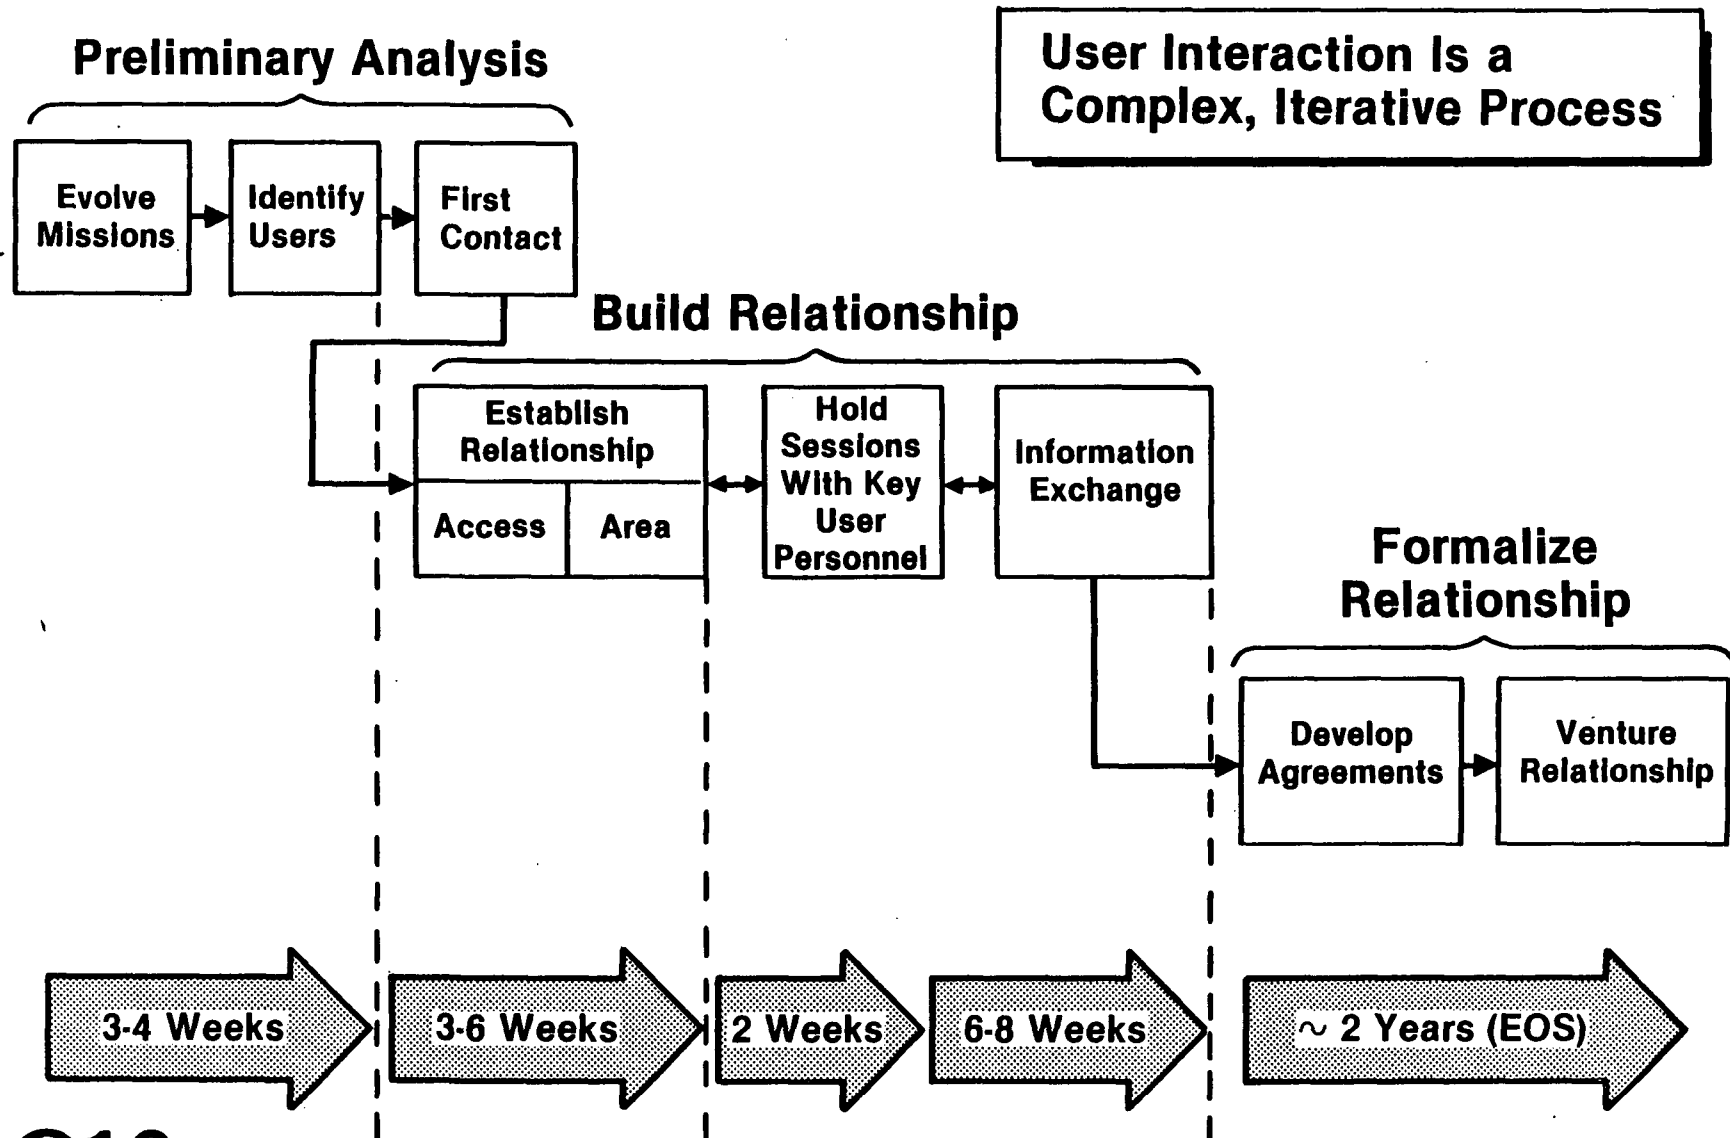 User Interaction Is a
Complex, Iterative Process
Preliminary Analysis
Evolve
Missions
Identify
Users
First
Contact
Build Relationship
Establish
Relationship
Access
Area
Hold
Sessions
With Key
User
Personnel
Information
Exchange
Formalize
Relationship
Develop
Agreements
Venture
Relationship
3-4 Weeks
3-6 Weeks
2 Weeks
6-8 Weeks
~ 2 Years (EOS)